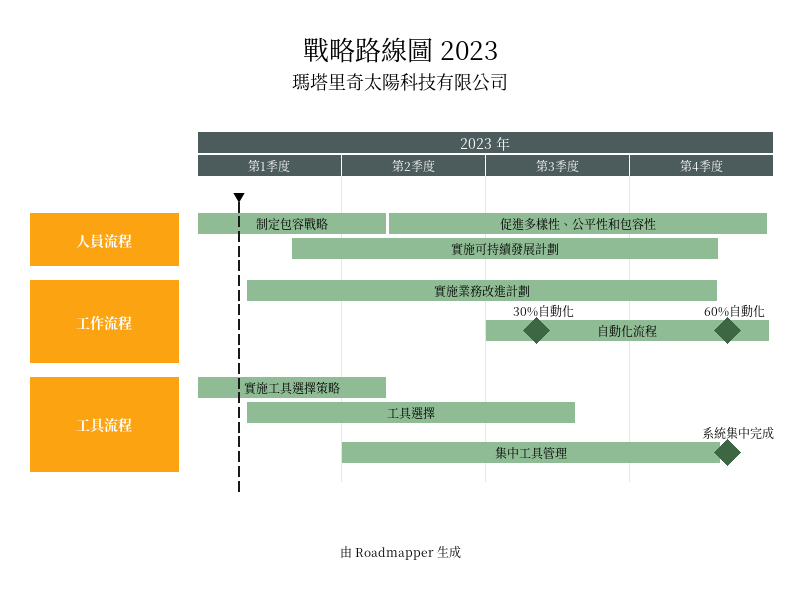 戰略路線圖 2023
瑪塔里奇太陽科技有限公司
2023 年
第1季度
第2季度
第3季度
第4季度
人員流程
制定包容戰略
促進多樣性、公平性和包容性
實施可持續發展計劃
工作流程
實施業務改進計劃
30%自動化
60%自動化
自動化流程
工具流程
實施工具選擇策略
工具選擇
系統集中完成
集中工具管理
由 Roadmapper 生成